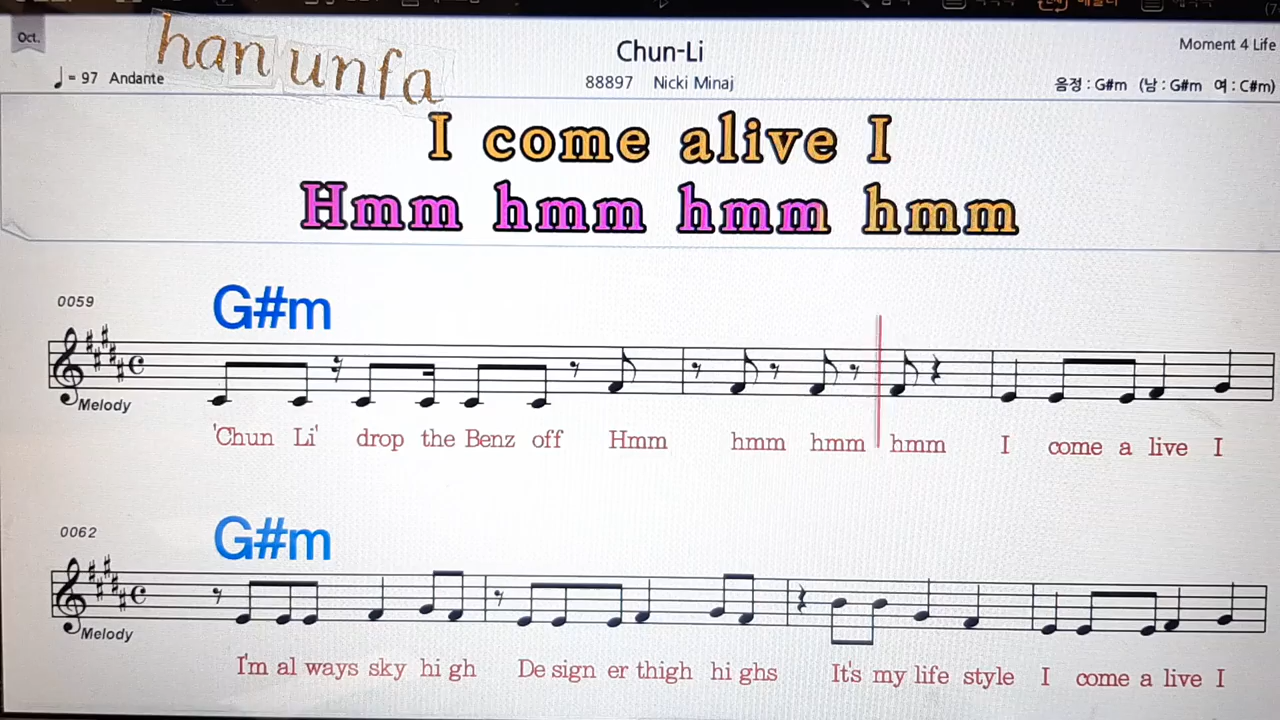 Oct.
han unfa
Chun-Li
Moment 4 Life
♩ = 97 Andante
88897 Nicki Minaj
음정 : G#m (남 : G#m 여 : C#m)
I come alive I
Hmm hmm hmm hmm
0059
G#m
Melody
'Chun Li' drop the Benz off Hmm hmm hmm hmm I come a live I
0062
G#m
Melody
I'm al ways sky hi gh De sign er thigh hi ghs It's my life style I come a live I